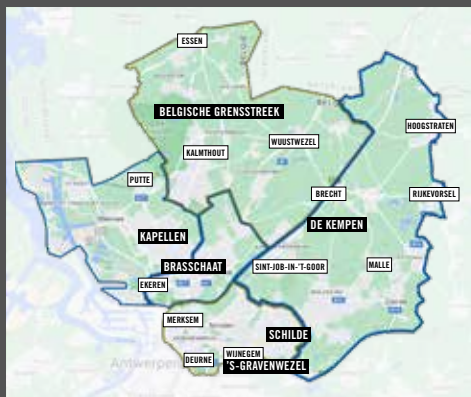 ESSEN
BELGISCHE GRENSSTREEK
HOOGSTRATEN
WUUSTWEZEL
KALMTHOUT
PUTTE
BRECHT
RIJKEVORSEL
DE KEMPEN
KAPELLEN
BRASSCHAAT
SINT-JOB-IN-'T-GOOR
MALLE
EKEREN
MERKSEM
SCHILDE
WIJNEGEM
DEURNE
'S-GRAVENWEZEL
Antwerpen